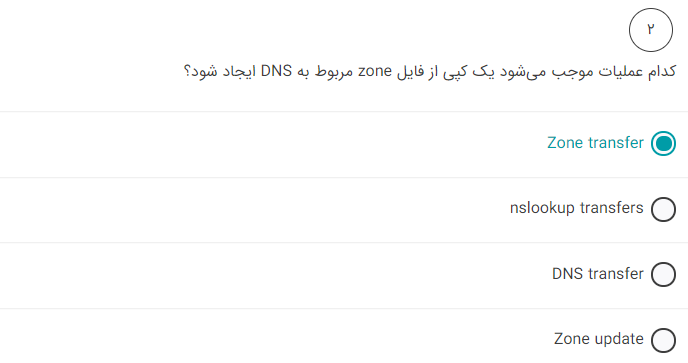 ۲
کدام عملیات موجب می‌شود یک کپی از فایل zone مربوط به DNS ایجاد شود؟
Zone transfer
nslookup transfers
DNS transfer
Zone update